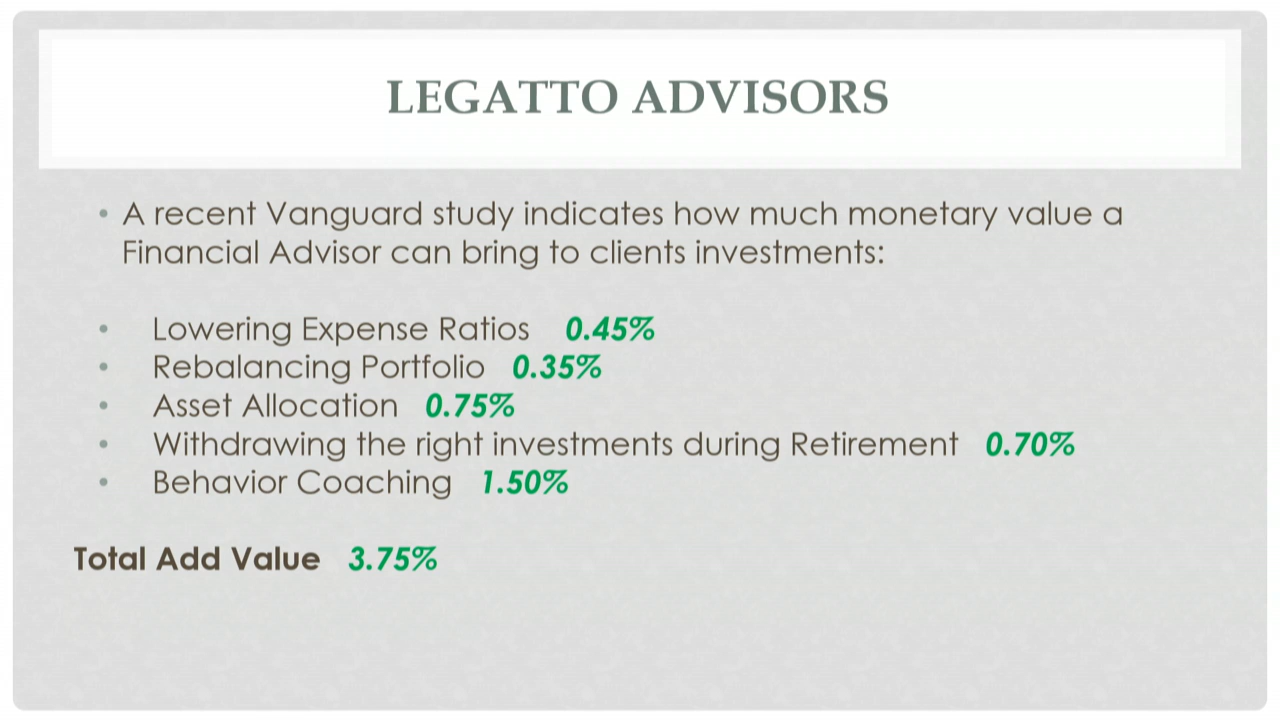 LEGATTO ADVISORS
• A recent Vanguard study indicates how much monetary value a
Financial Advisor can bring to clients investments:
• Lowering Expense Ratios 0.45%
• Rebalancing Portfolio 0.35%
• Asset Allocation 0.75%
• Withdrawing the right investments during Retirement 0.70%
• Behavior Coaching 1.50%
Total Add Value 3.75%